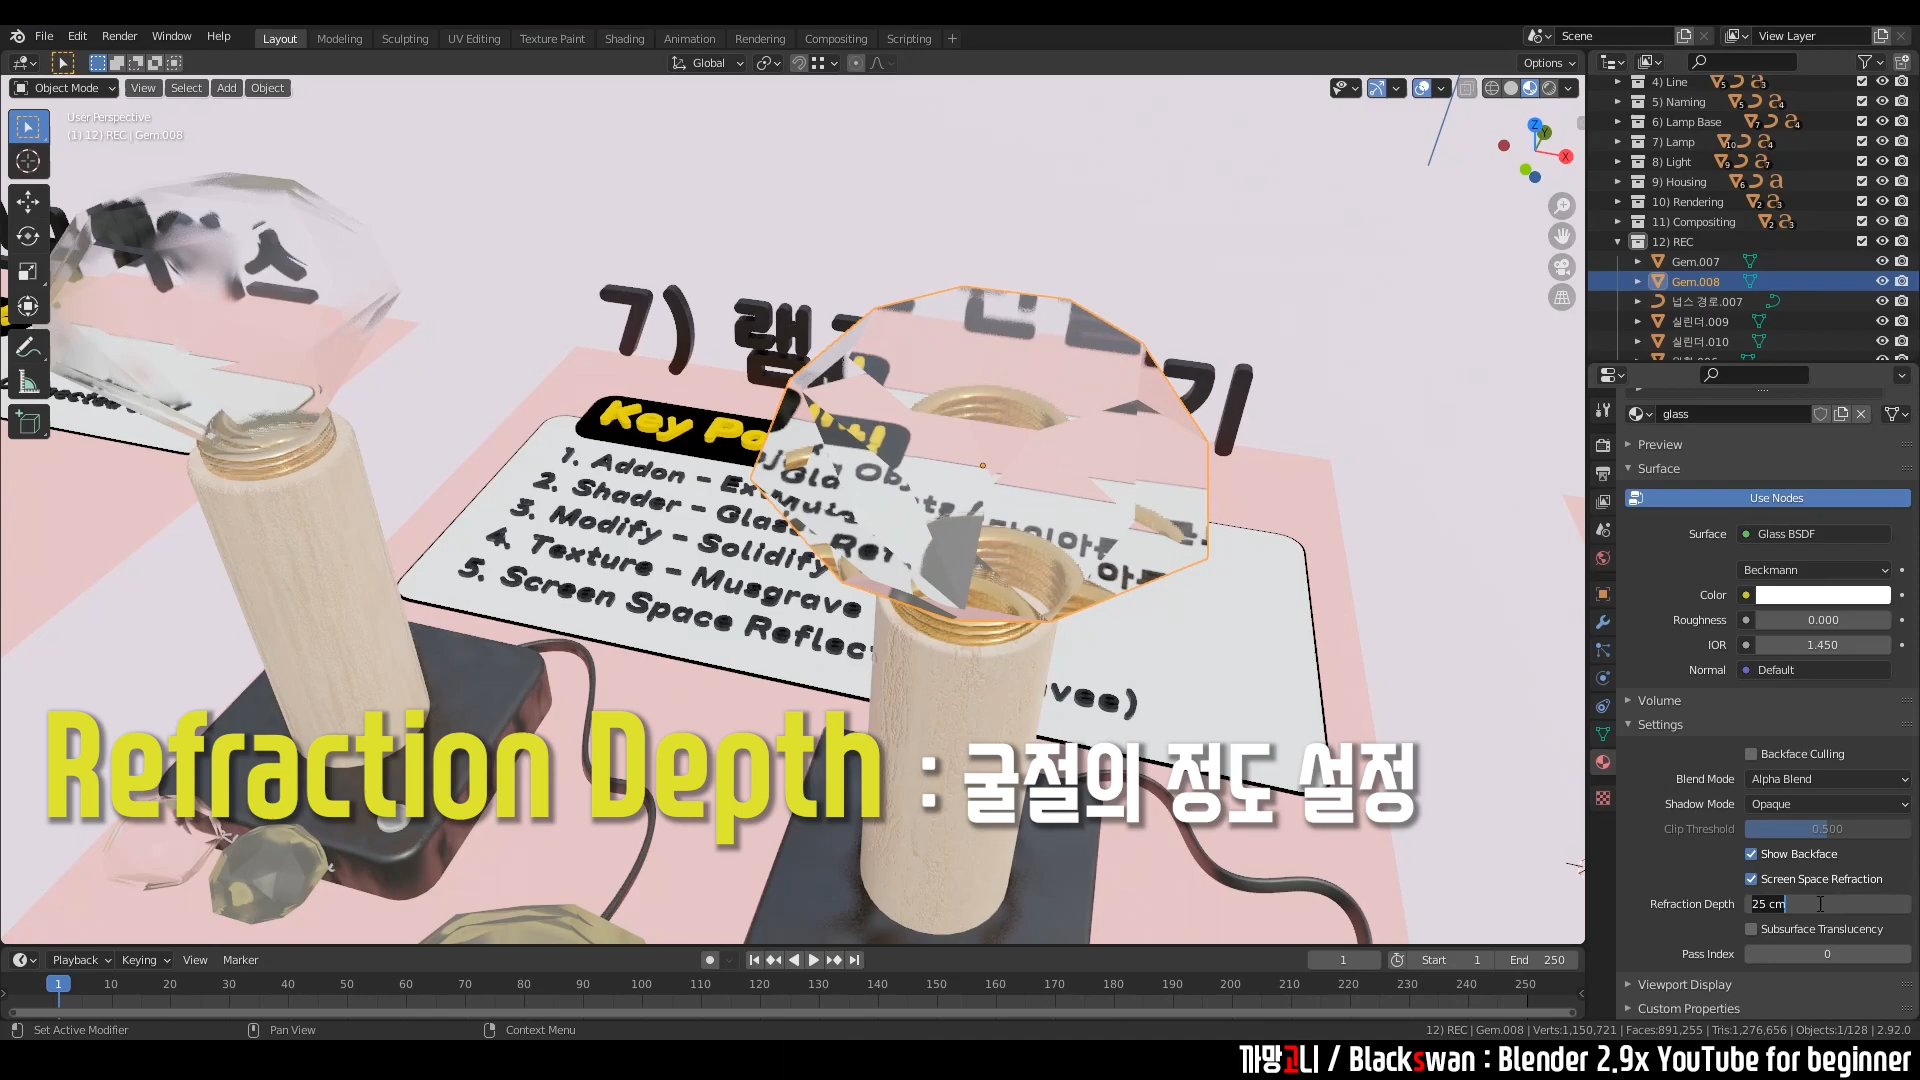 File Edit Render Window Help Layout Modeling Sculpting UV Editing Texture Paint Shading Animation Rendering Compositing Scripting + Scene View Layer
Global Options
Object Mode View Select Add Object
User Perspective
(1) 12) REC | Gem.008
4) Line
5) Naming
6) Lamp Base
7) Lamp
8) Light
9) Housing
10) Rendering
11) Compositing
12) REC
Gem.007
Gem.008
넙스 경로.007
실린더.009
실린더.010
glass
Preview
Surface
Use Nodes
Surface Glass BSDF
Beckmann
Color
Roughness 0.000
IOR 1.450
Normal Default
Volume
Settings
Backface Culling
Blend Mode Alpha Blend
Shadow Mode Opaque
Clip Threshold 0.500
Show Backface
Screen Space Refraction
Refraction Depth 25 cm
Subsurface Translucency
Pass Index 0
Viewport Display
Custom Properties
스
7) 램 기
Key Po
1. Addon - Ex
2. Shader - Glas
3. Modify - Solidify
4. Texture - Musgrave
5. Screen Space Reflec
vee)
Refraction Depth : 굴절의 정도 설정
Playback Keying View Marker 1 Start 1 End 250
1 10 20 30 40 50 60 70 80 90 100 110 120 130 140 150 160 170 180 190 200 210 220 230 240 250
Set Active Modifier Pan View Context Menu 12) REC | Gem.008 | Verts:1,150,721 | Faces:891,255 | Tris:1,276,656 | Objects:1/128 | 2.92.0
까망고니 / Blackswan : Blender 2.9x YouTube for beginner